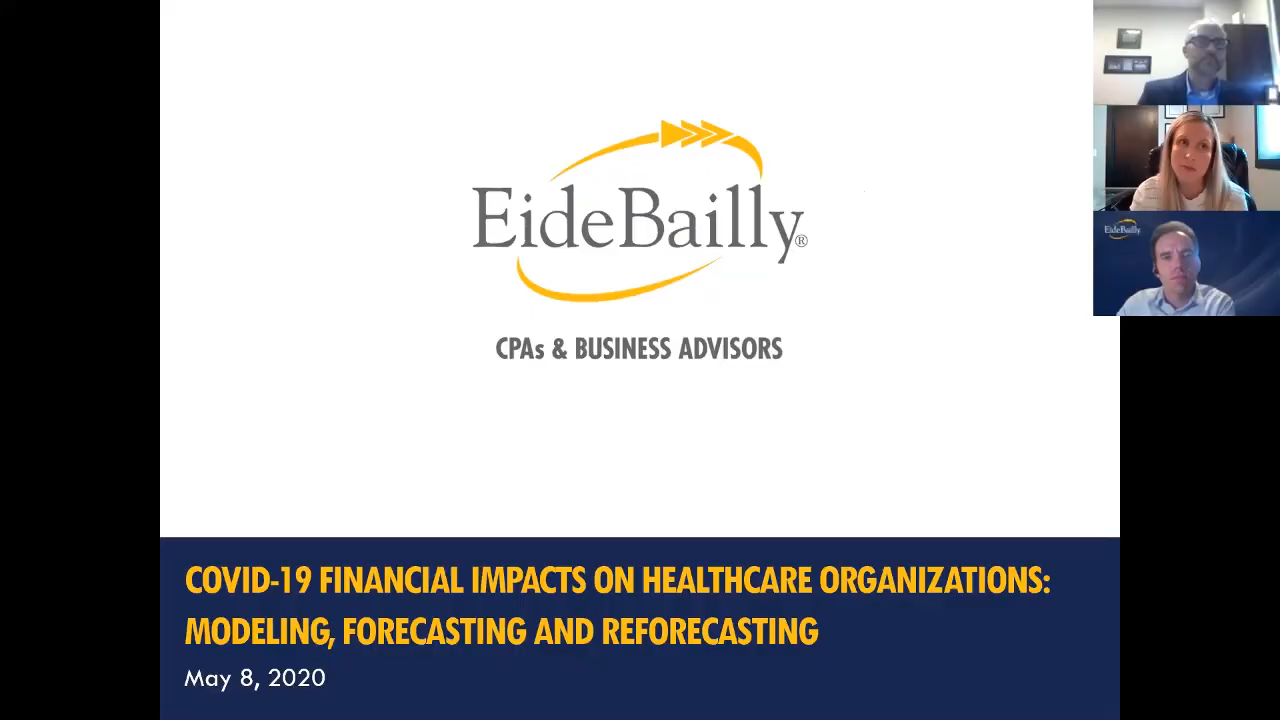 EideBailly®
CPAs & BUSINESS ADVISORS
EideBailly
COVID-19 FINANCIAL IMPACTS ON HEALTHCARE ORGANIZATIONS:
MODELING, FORECASTING AND REFORECASTING
May 8, 2020